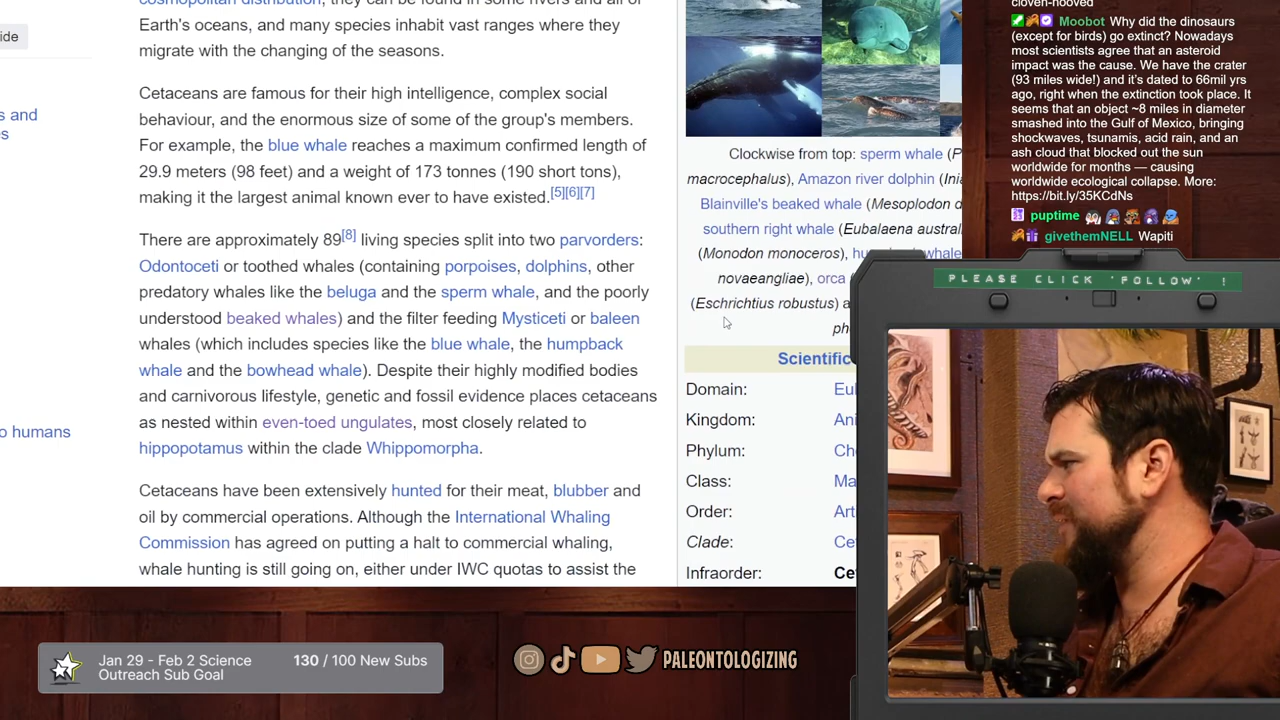 cosmopolitan distribution, they can be found in some rivers and all of
Earth's oceans, and many species inhabit vast ranges where they
migrate with the changing of the seasons.
ide
s and
s
o humans
Cetaceans are famous for their high intelligence, complex social
behaviour, and the enormous size of some of the group's members.
For example, the blue whale reaches a maximum confirmed length of
29.9 meters (98 feet) and a weight of 173 tonnes (190 short tons),
making it the largest animal known ever to have existed.[5][6][7]
There are approximately 89[8] living species split into two parvorders:
Odontoceti or toothed whales (containing porpoises, dolphins, other
predatory whales like the beluga and the sperm whale, and the poorly
understood beaked whales) and the filter feeding Mysticeti or baleen
whales (which includes species like the blue whale, the humpback
whale and the bowhead whale). Despite their highly modified bodies
and carnivorous lifestyle, genetic and fossil evidence places cetaceans
as nested within even-toed ungulates, most closely related to
hippopotamus within the clade Whippomorpha.
Cetaceans have been extensively hunted for their meat, blubber and
oil by commercial operations. Although the International Whaling
Commission has agreed on putting a halt to commercial whaling,
whale hunting is still going on, either under IWC quotas to assist the
Clockwise from top: sperm whale (P
macrocephalus), Amazon river dolphin (Ini
Blainville's beaked whale (Mesoplodon d
southern right whale (Eubalaena austral
(Monodon monoceros), whale
novaeangliae), orca (
(Eschrichtius robustus) a
ph
Scientific
Domain: Eu
Kingdom: Ani
Phylum: Ch
Class: Ma
Order: Art
Clade: Ce
Infraorder: Ce
cloven-hooved
Moobot Why did the dinosaurs
(except for birds) go extinct? Nowadays
most scientists agree that an asteroid
impact was the cause. We have the crater
(93 miles wide!) and it's dated to 66mil yrs
ago, right when the extinction took place. It
seems that an object ~8 miles in diameter
smashed into the Gulf of Mexico, bringing
shockwaves, tsunamis, acid rain, and an
ash cloud that blocked out the sun
worldwide for months — causing
worldwide ecological collapse. More:
https://bit.ly/35KCdNs
puptime
givethemNELL Wapiti
PLEASE CLICK 'FOLLOW' !
Jan 29 - Feb 2 Science
Outreach Sub Goal
130 / 100 New Subs
PALEONTOLOGIZING